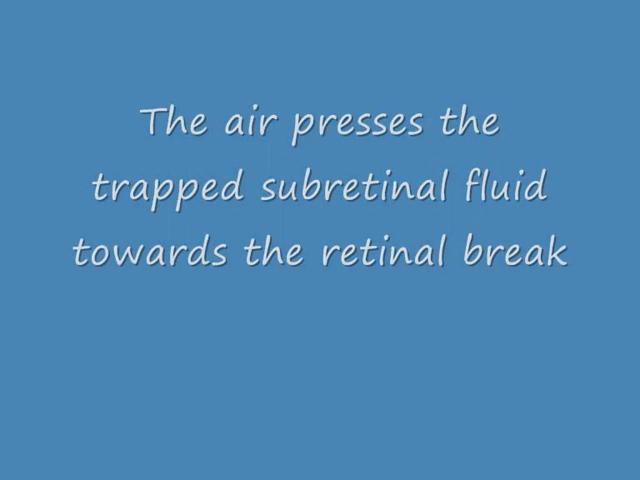 The air presses the
trapped subretinal fluid
towards the retinal break